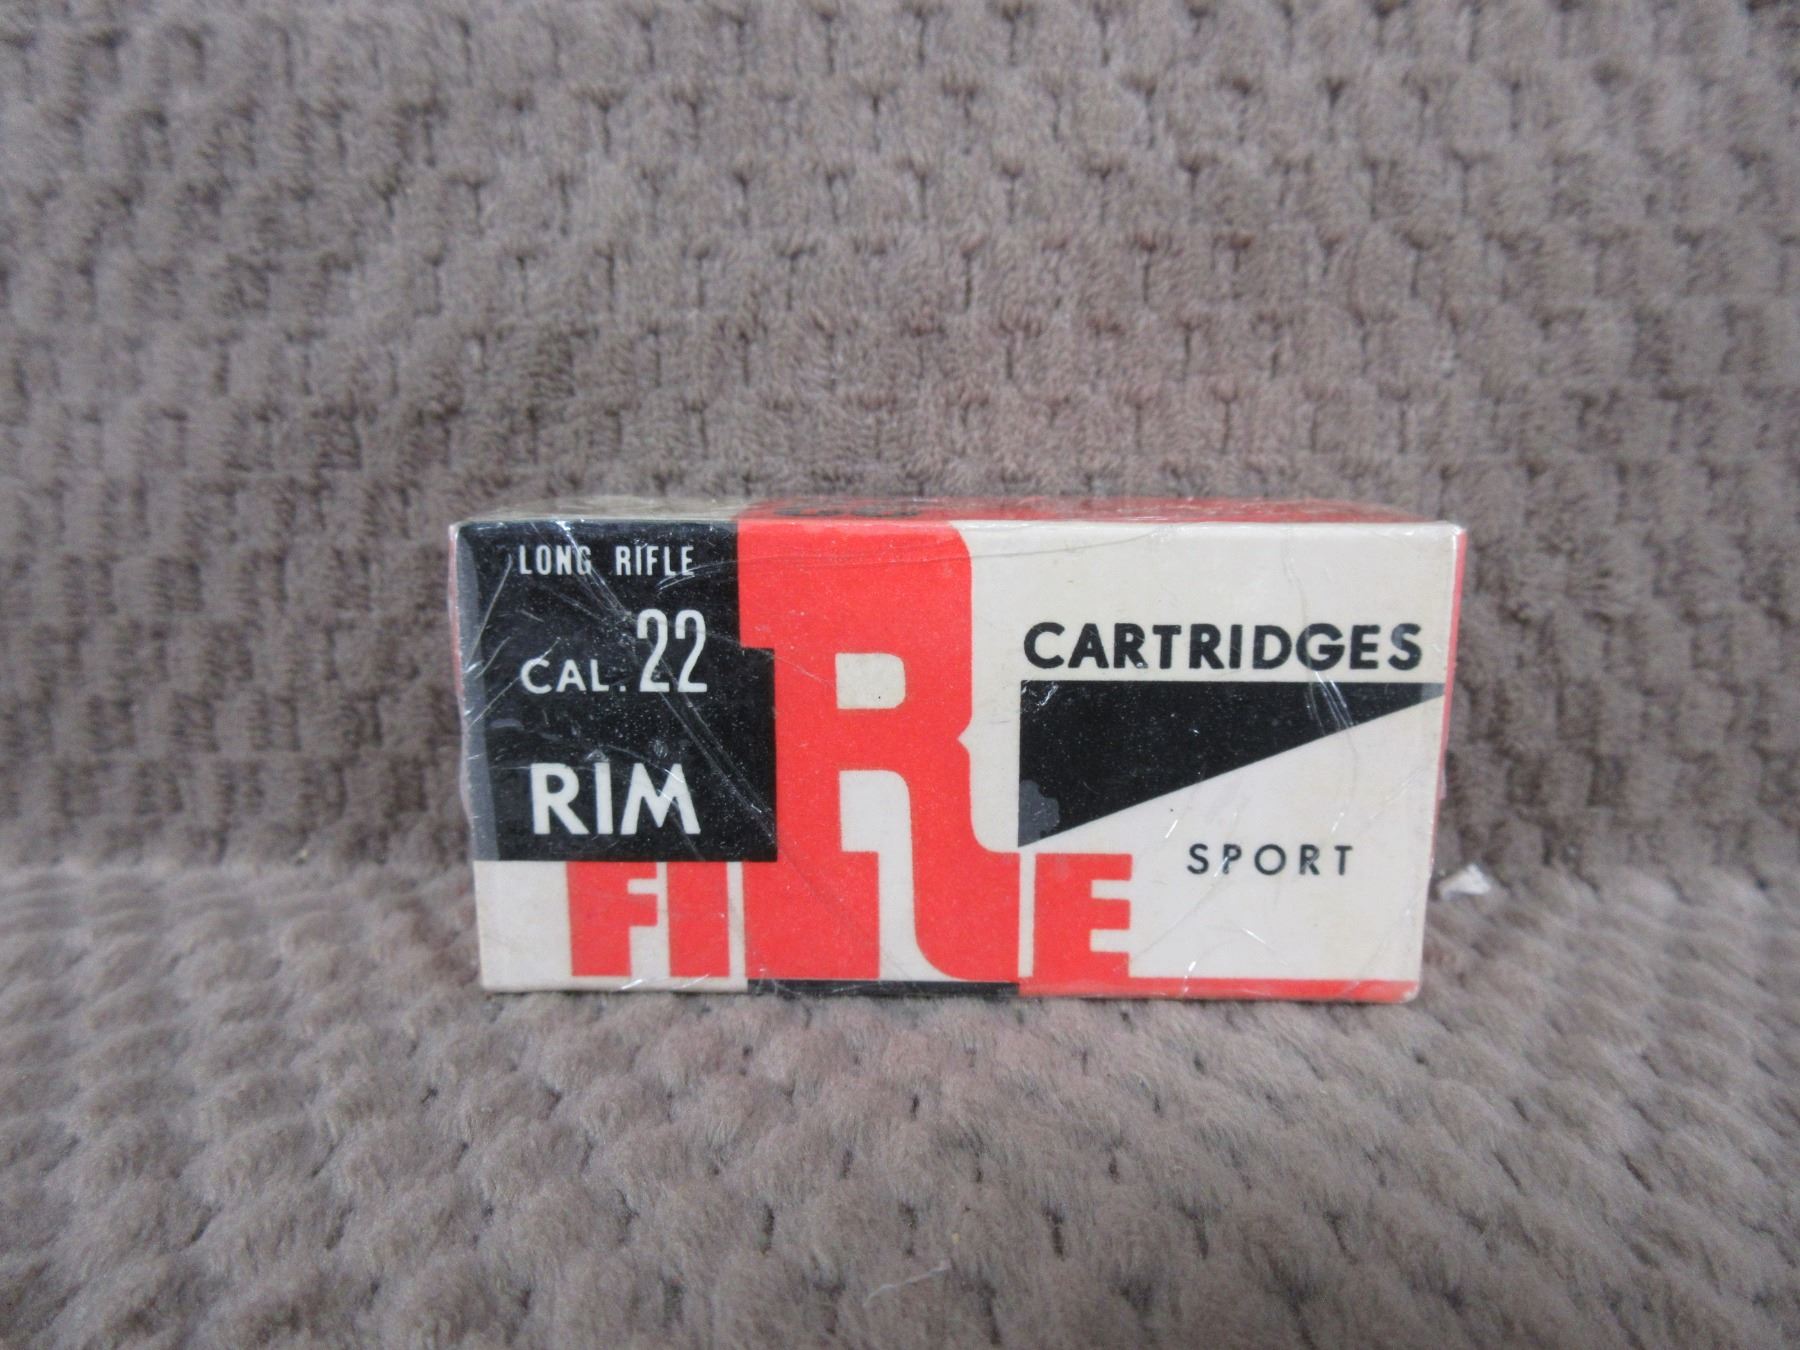 LONG RIFLE
CAL. 22
RIM
FIRE
CARTRIDGES
SPORT